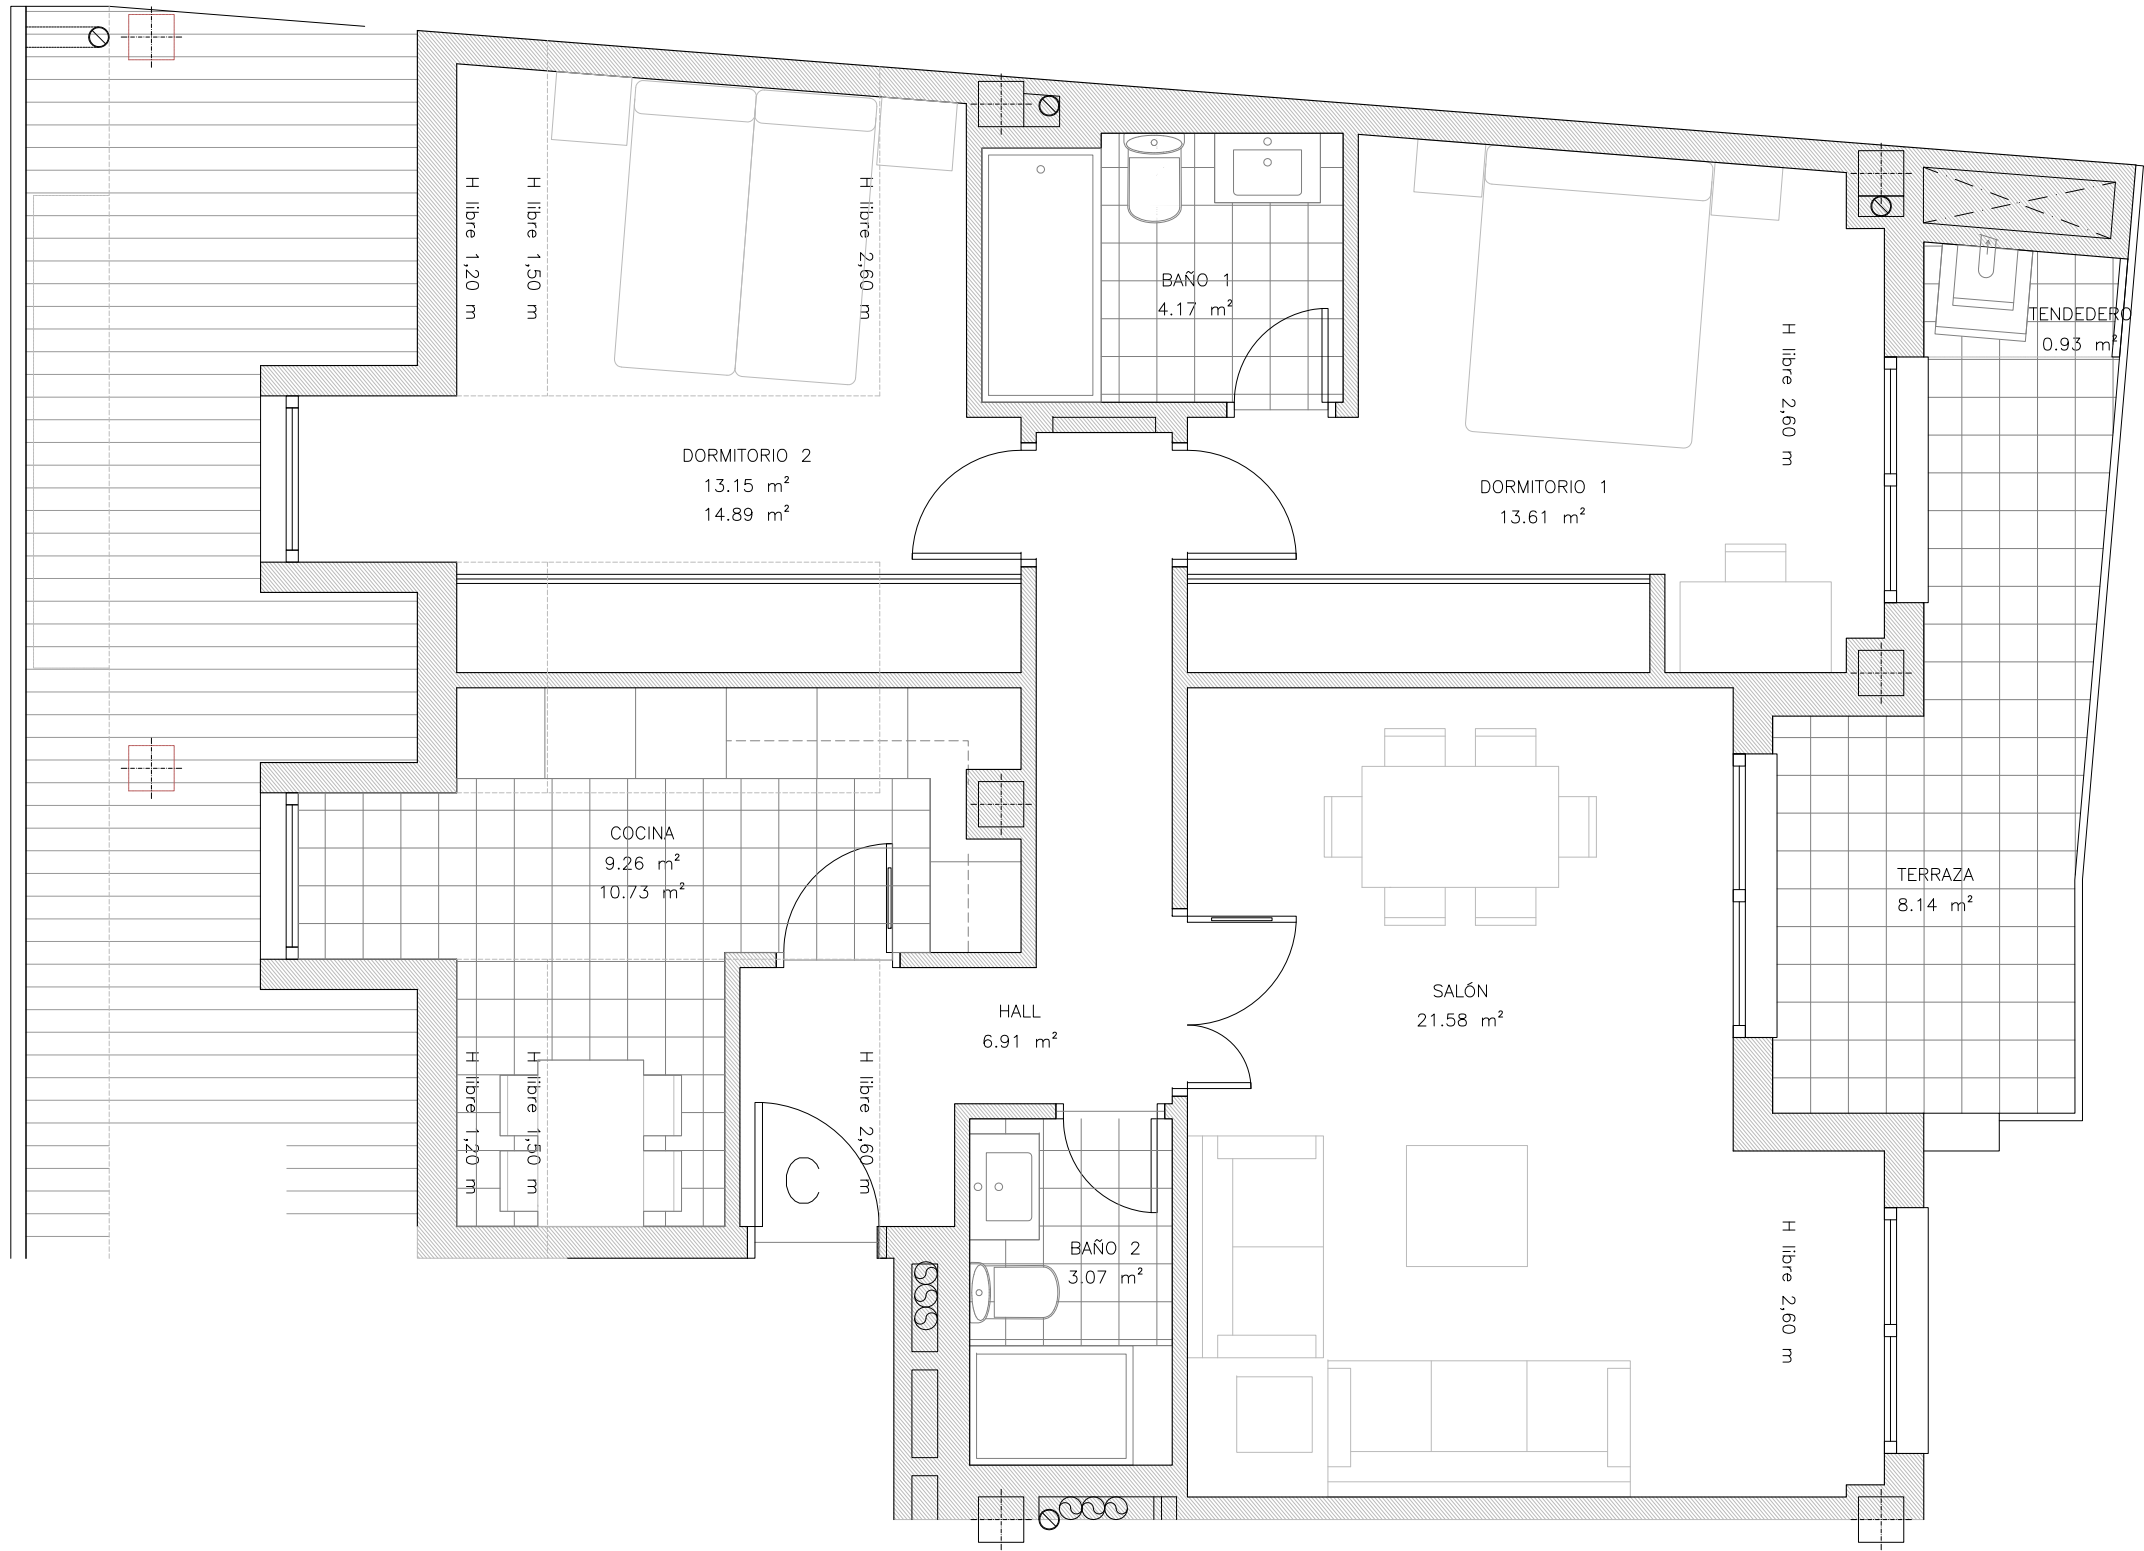 H libre 1,20 m
H libre 1,50 m
H libre 2,60 m
BAÑO 1
4.17 m²
TENDEDERO
0.93 m²
H libre 2,60 m
DORMITORIO 2
13.15 m²
14.89 m²
DORMITORIO 1
13.61 m²
COCINA
9.26 m²
10.73 m²
TERRAZA
8.14 m²
SALÓN
21.58 m²
HALL
6.91 m²
H libre 1,20 m
H libre 1,50 m
H libre 2,60 m
C
BAÑO 2
3.07 m²
H libre 2,60 m